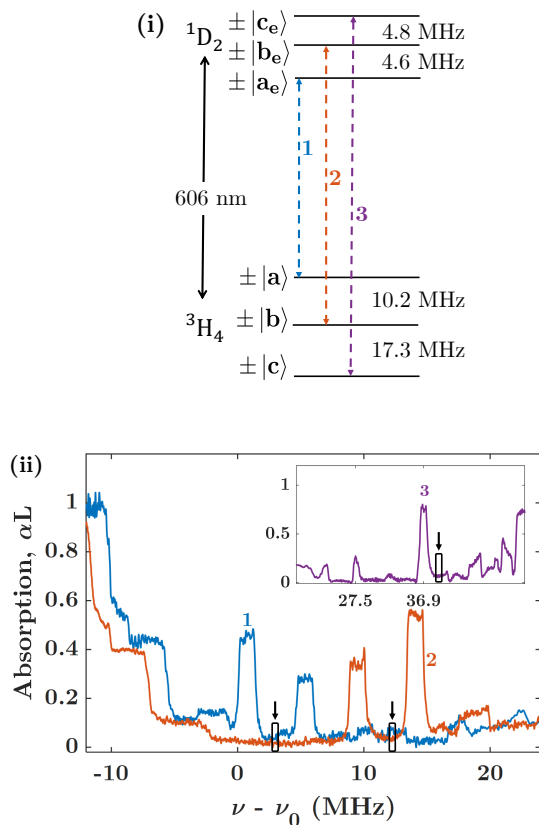 (i)
¹D₂
± |cₑ⟩
4.8 MHz
± |bₑ⟩
4.6 MHz
± |aₑ⟩
1
2
3
606 nm
± |a⟩
10.2 MHz
³H₄
± |b⟩
17.3 MHz
± |c⟩
(ii)
Absorption, αL
1
0.8
0.6
0.4
0.2
0
1
2
1
0.5
0
3
27.5
36.9
-10
0
10
20
ν - ν₀ (MHz)